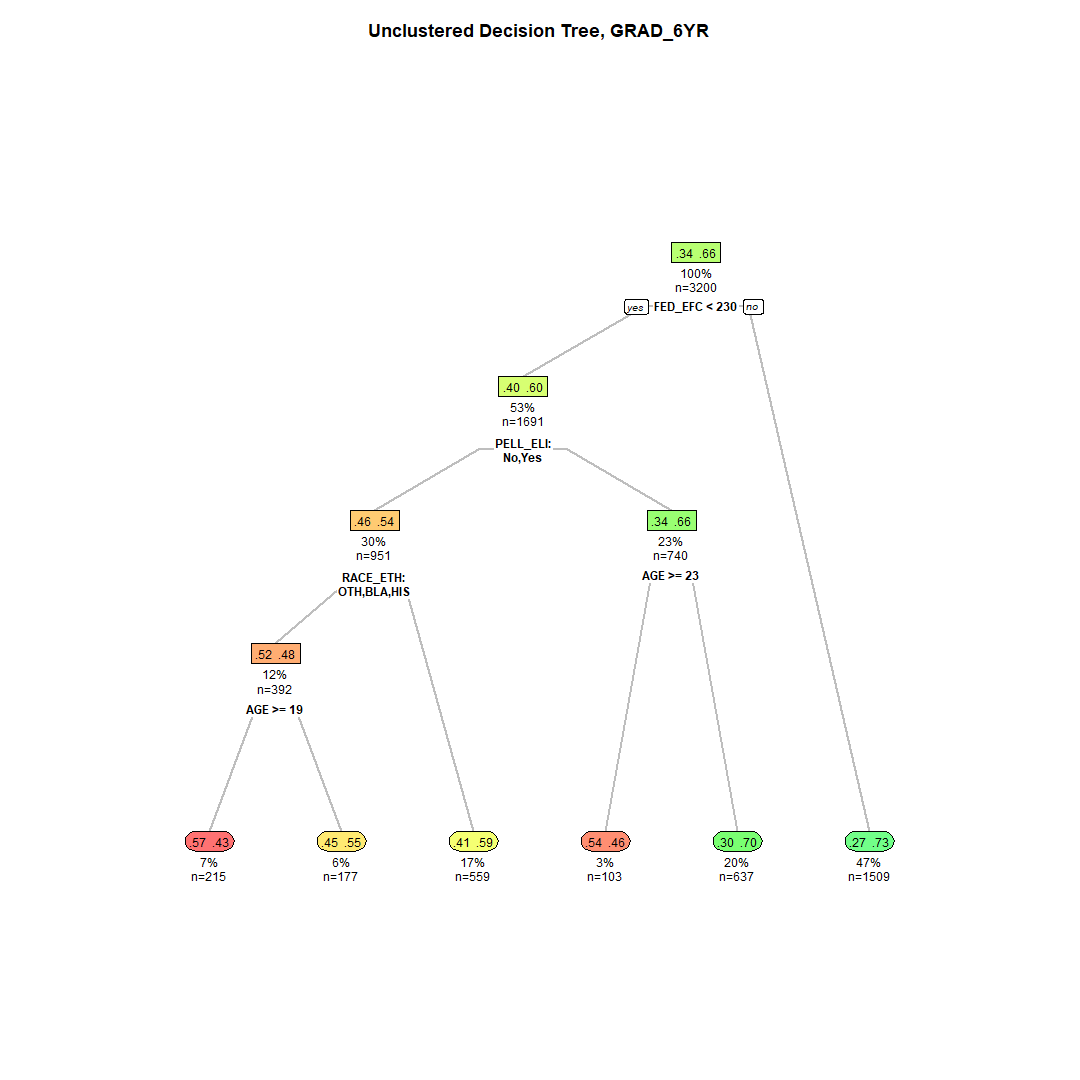 Unclustered Decision Tree, GRAD_6YR
.34 .66
100%
n=3200
yes FED_EFC < 230 no
.40 .60
53%
n=1691
PELL_ELI:
No,Yes
.46 .54
30%
n=951
RACE_ETH:
OTH,BLA,HIS
.34 .66
23%
n=740
AGE >= 23
.52 .48
12%
n=392
AGE >= 19
.57 .43
7%
n=215
.45 .55
6%
n=177
.41 .59
17%
n=559
.54 .46
3%
n=103
.30 .70
20%
n=637
.27 .73
47%
n=1509